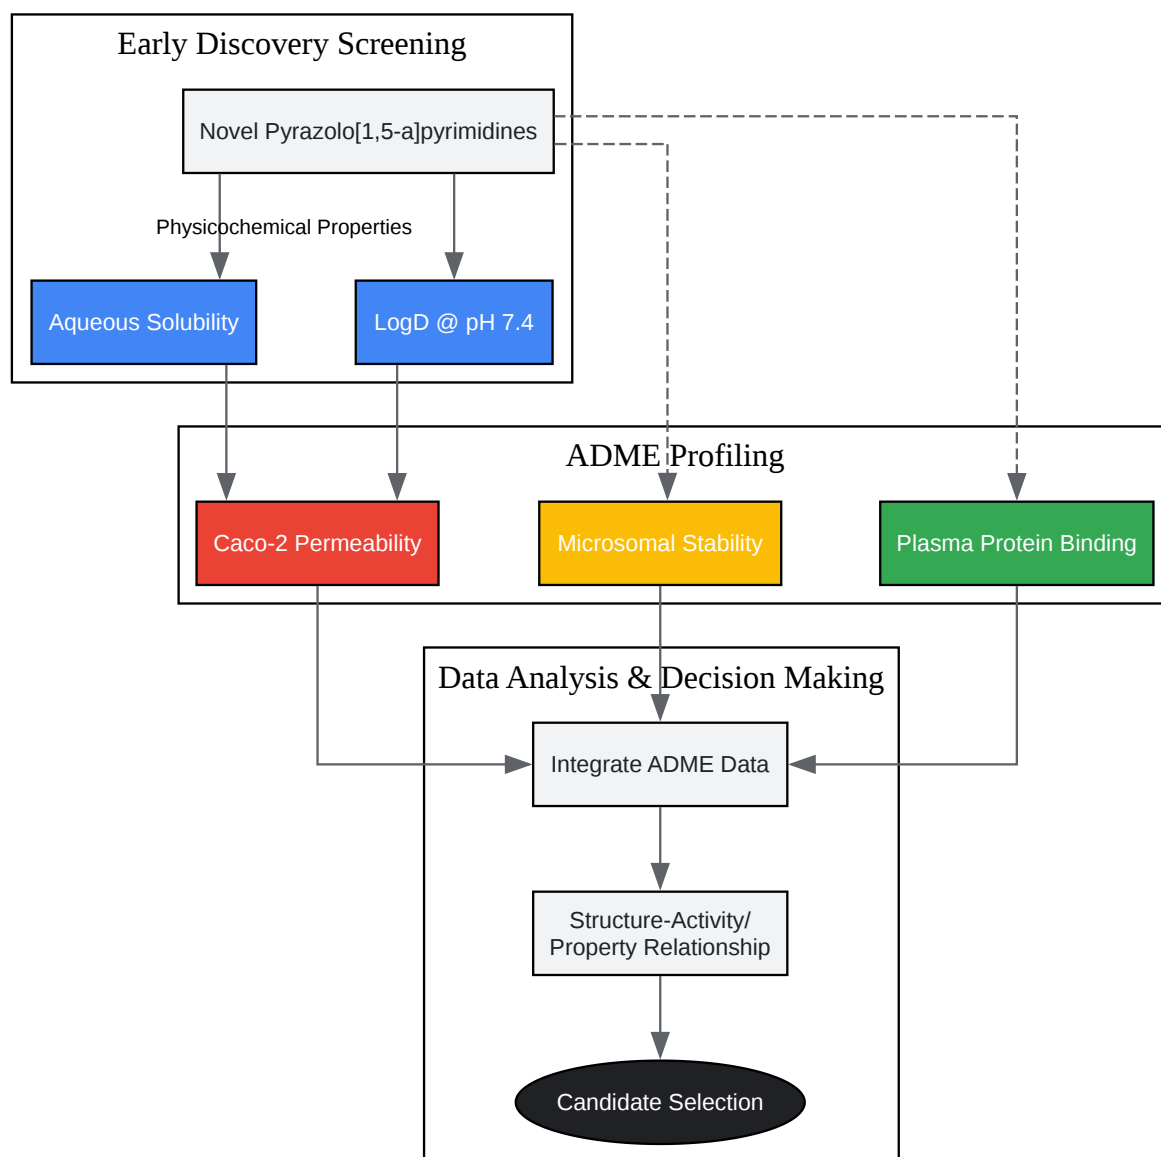 Early Discovery Screening
Novel Pyrazolo[1,5-a]pyrimidines
Physicochemical Properties
Aqueous Solubility
LogD @ pH 7.4
ADME Profiling
Caco-2 Permeability
Microsomal Stability
Plasma Protein Binding
Data Analysis & Decision Making
Integrate ADME Data
Structure-Activity/
Property Relationship
Candidate Selection